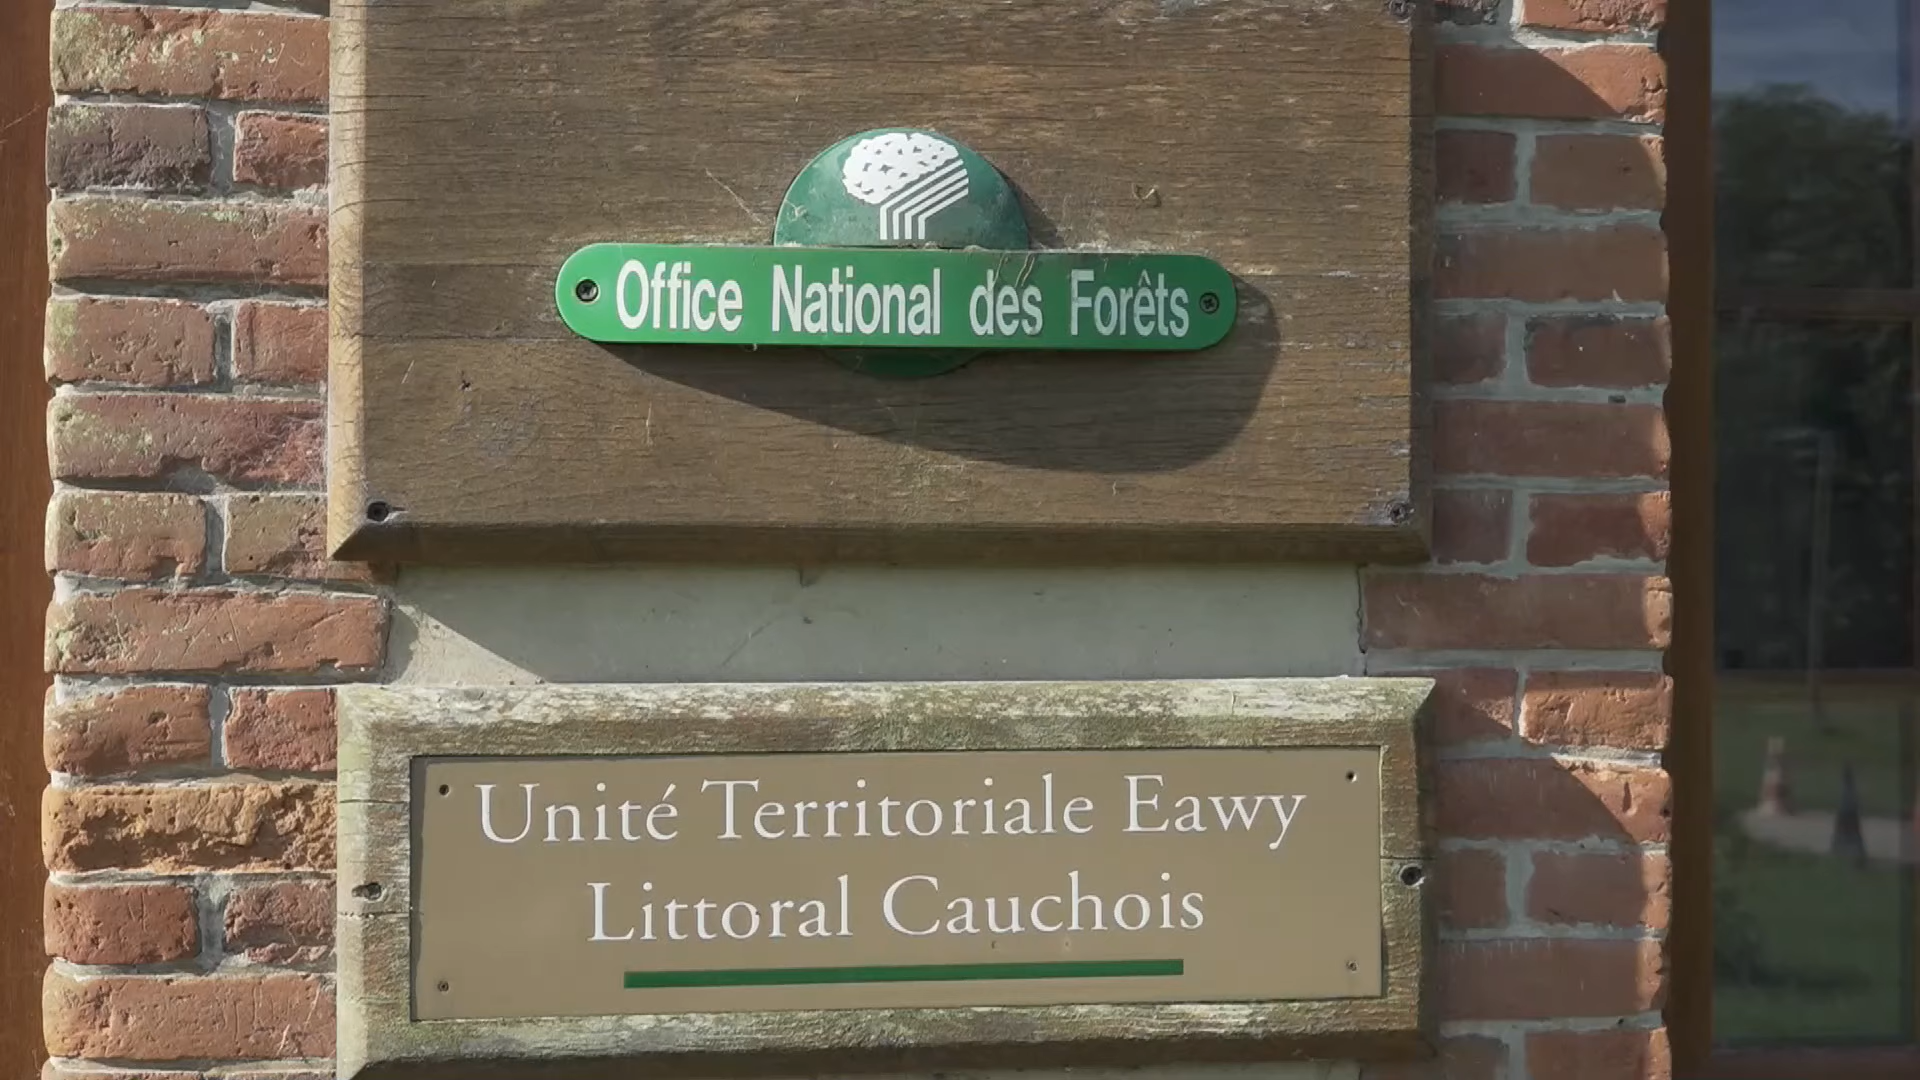 Office National des Forêts
Unité Territoriale Eawy
Littoral Cauchois